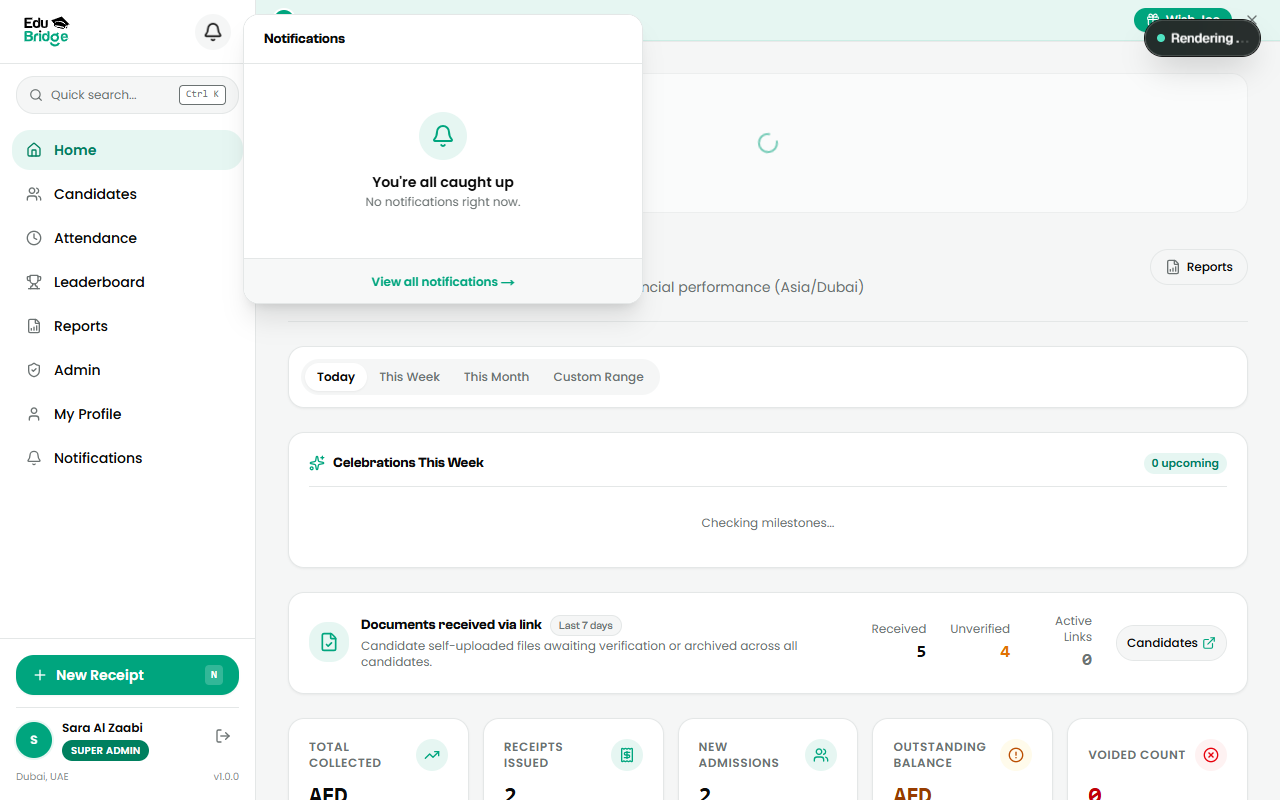 Edu
Bridge
Quick search...
Ctrl K
Home
Candidates
Attendance
Leaderboard
Reports
Admin
My Profile
Notifications
New Receipt
N
S
Sara Al Zaabi
SUPER ADMIN
Dubai, UAE
v1.0.0
Notifications
You're all caught up
No notifications right now.
View all notifications →
Rendering...
ncial performance (Asia/Dubai)
Reports
Today
This Week
This Month
Custom Range
Celebrations This Week
0 upcoming
Checking milestones...
Documents received via link
Last 7 days
Candidate self-uploaded files awaiting verification or archived across all
candidates.
Received
5
Unverified
4
Active
Links
0
Candidates
TOTAL
COLLECTED
AED
RECEIPTS
ISSUED
2
NEW
ADMISSIONS
2
OUTSTANDING
BALANCE
AED
VOIDED COUNT
0